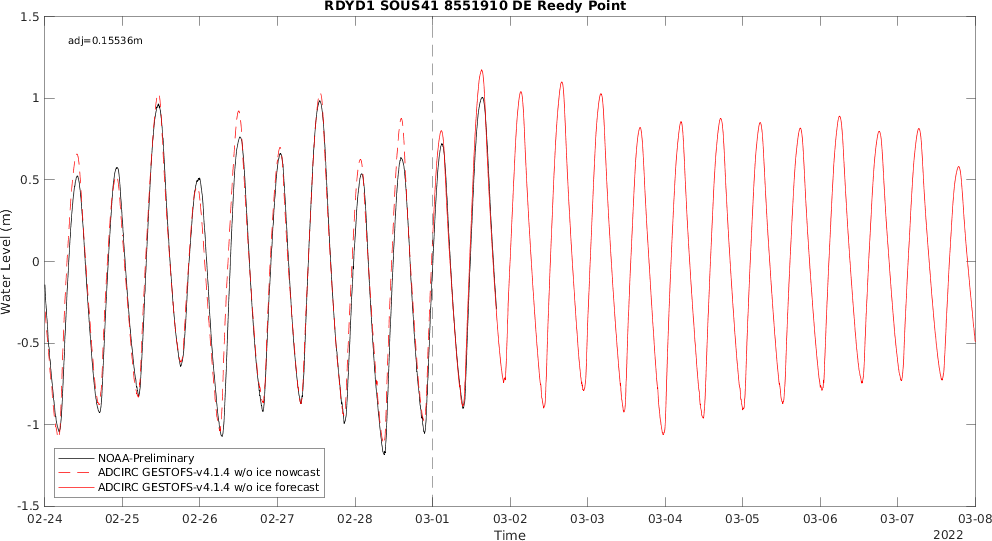 RDYD1 SOUS41 8551910 DE Reedy Point
adj=0.15536m
1.5
1
0.5
0
-0.5
-1
-1.5
Water Level (m)
NOAA-Preliminary
ADCIRC GESTOFS-v4.1.4 w/o ice nowcast
ADCIRC GESTOFS-v4.1.4 w/o ice forecast
02-24 02-25 02-26 02-27 02-28 03-01 03-02 03-03 03-04 03-05 03-06 03-07 03-08
Time
2022